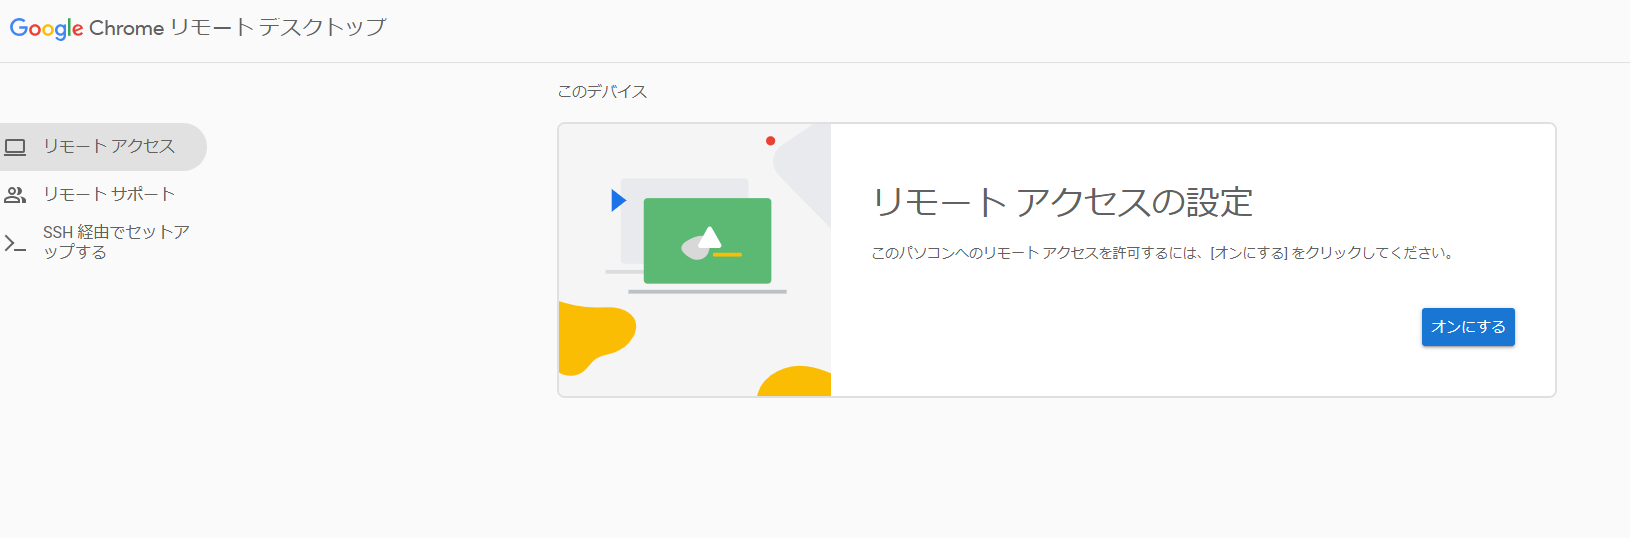 Google Chrome リモート デスクトップ
このデバイス
リモート アクセス
リモート サポート
SSH 経由でセットア
ップする
リモート アクセスの設定
このパソコンへのリモート アクセスを許可するには、[オンにする] をクリックしてください。
オンにする